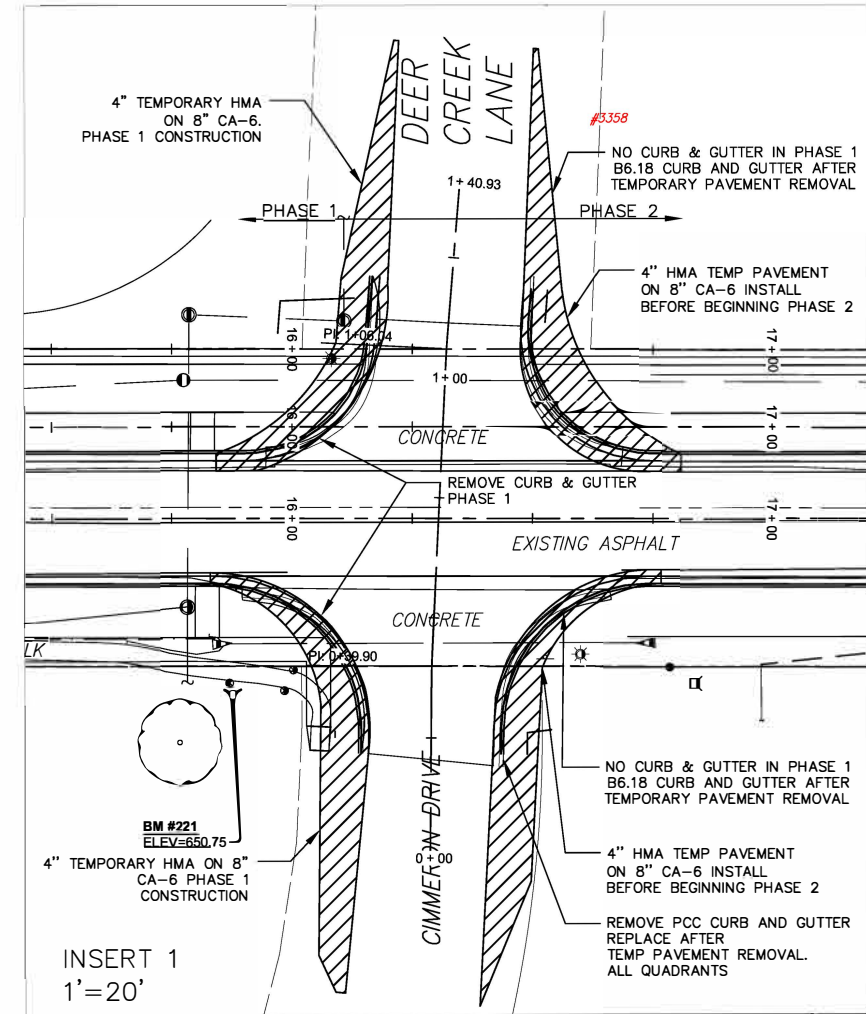 DEER
CREEK
LANE
4" TEMPORARY HMA
ON 8" CA-6.
PHASE 1 CONSTRUCTION
#3358
NO CURB & GUTTER IN PHASE 1
B6.18 CURB AND GUTTER AFTER
TEMPORARY PAVEMENT REMOVAL
1+40.93
PHASE 1
PHASE 2
4" HMA TEMP PAVEMENT
ON 8" CA-6 INSTALL
BEFORE BEGINNING PHASE 2
16+00
PI: 1+06.04
17+00
1+00
16+00
CONCRETE
17+00
REMOVE CURB & GUTTER
PHASE 1
16+00
17+00
EXISTING ASPHALT
CONCRETE
LK
PI: 0+39.90
NO CURB & GUTTER IN PHASE 1
B6.18 CURB AND GUTTER AFTER
TEMPORARY PAVEMENT REMOVAL
BM #221
ELEV=650.75
4" TEMPORARY HMA ON 8"
CA-6 PHASE 1
CONSTRUCTION
CIMMERON DRIVE
0+00
4" HMA TEMP PAVEMENT
ON 8" CA-6 INSTALL
BEFORE BEGINNING PHASE 2
REMOVE PCC CURB AND GUTTER
REPLACE AFTER
TEMP PAVEMENT REMOVAL.
ALL QUADRANTS
INSERT 1
1'=20'